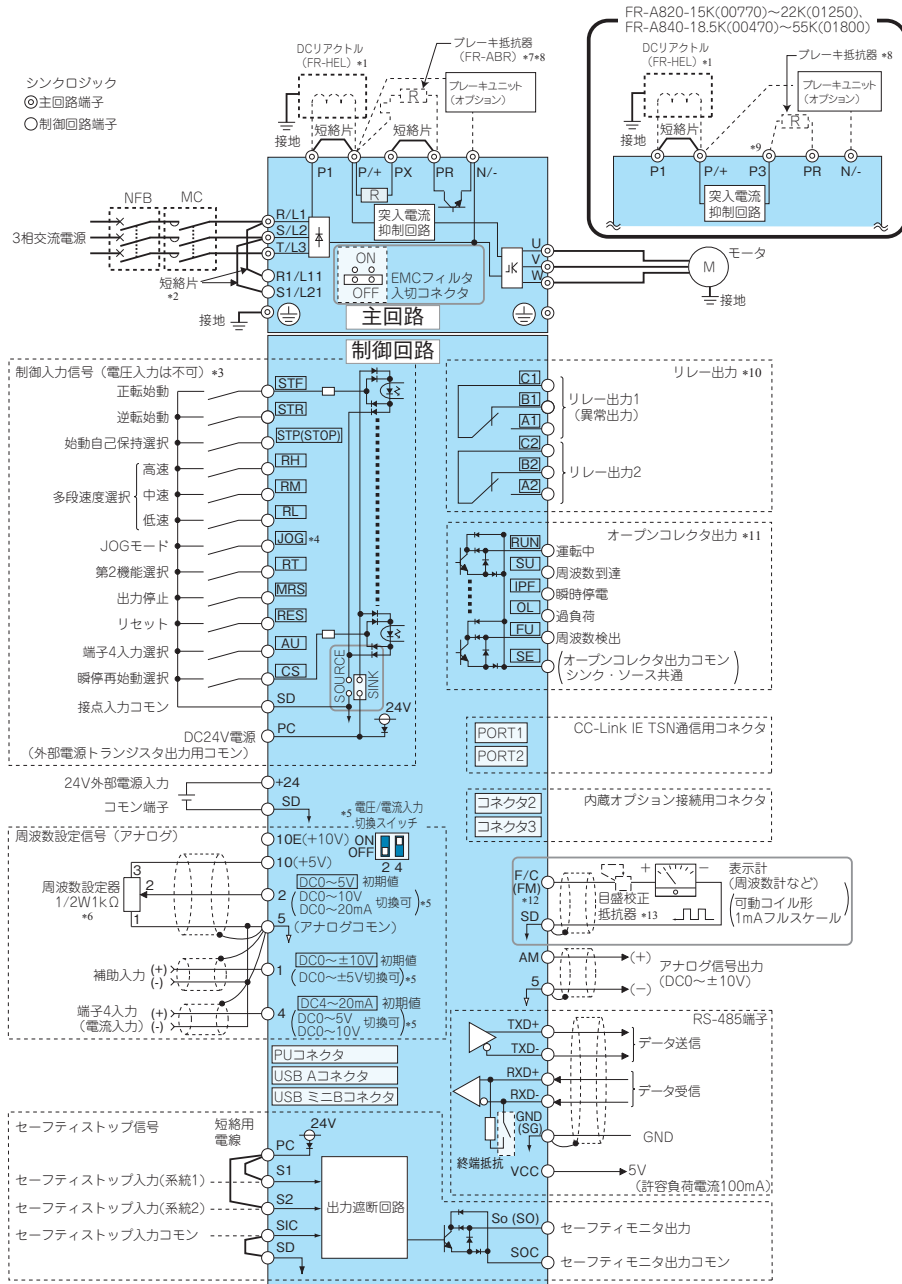 FR-A820-15K(00770)～22K(01250)、
FR-A840-18.5K(00470)～55K(01800)
DCリアクトル
(FR-HEL) *1
ブレーキ抵抗器 *8
ブレーキユニット
(オプション)
R
接地
短絡片
*9
P1
P/+
P3
PR
N/-
突入電流
抑制回路
シンクロジック
主回路端子
制御回路端子
DCリアクトル
(FR-HEL) *1
ブレーキ抵抗器
(FR-ABR) *7*8
ブレーキユニット
(オプション)
R
接地
短絡片
短絡片
P1
P/+
PX
PR
N/-
R
突入電流
抑制回路
NFB
MC
3相交流電源
R/L1
S/L2
T/L3
R1/L11
S1/L21
短絡片
*2
接地
ON
OFF
EMCフィルタ
入切コネクタ
主回路
U
V
W
M
モータ
接地
制御回路
制御入力信号（電圧入力は不可）*3
正転始動
STF
逆転始動
STR
始動自己保持選択
STP(STOP)
多段速度選択
高速
RH
中速
RM
低速
RL
JOGモード
JOG *4
第2機能選択
RT
出力停止
MRS
リセット
RES
端子4入力選択
AU
瞬停再始動選択
CS
接点入力コモン
SD
SOURCE
SINK
24V
DC24V電源
(外部電源トランジスタ出力用コモン)
PC
24V外部電源入力
+24
コモン端子
SD
リレー出力 *10
C1
B1
A1
リレー出力1
(異常出力)
C2
B2
A2
リレー出力2
オープンコレクタ出力 *11
RUN
運転中
SU
周波数到達
IPF
瞬時停電
OL
過負荷
FU
周波数検出
SE
(オープンコレクタ出力コモン
シンク・ソース共通)
PORT1
PORT2
CC-Link IE TSN通信用コネクタ
コネクタ2
コネクタ3
内蔵オプション接続用コネクタ
周波数設定信号（アナログ）
*5 電圧/電流入力
切換スイッチ
ON
OFF
2 4
10E(+10V)
10(+5V)
周波数設定器
1/2W1kΩ
*6
3
2
1
2
DC0～5V 初期値
(DC0～10V
DC0～20mA 切換可) *5
5
(アナログコモン)
補助入力 (+)
(-)
1
DC0～±10V 初期値
(DC0～±5V切換可) *5
端子4入力 (+)
(電流入力) (-)
4
DC4～20mA 初期値
(DC0～5V
DC0～10V 切換可) *5
F/C
(FM)
*12
SD
目盛校正
抵抗器 *13
+
−
表示計
(周波数計など)
(可動コイル形
1mAフルスケール)
AM
5
(+)
(−)
アナログ信号出力
(DC0～±10V)
RS-485端子
TXD+
TXD-
データ送信
RXD+
RXD-
データ受信
GND
(SG)
GND
終端抵抗
VCC
5V
(許容負荷電流100mA)
PUコネクタ
USB Aコネクタ
USB ミニBコネクタ
セーフティストップ信号
短絡用
電線
24V
PC
セーフティストップ入力(系統1)
S1
セーフティストップ入力(系統2)
S2
セーフティストップ入力コモン
SIC
SD
出力遮断回路
So (SO)
セーフティモニタ出力
SOC
セーフティモニタ出力コモン